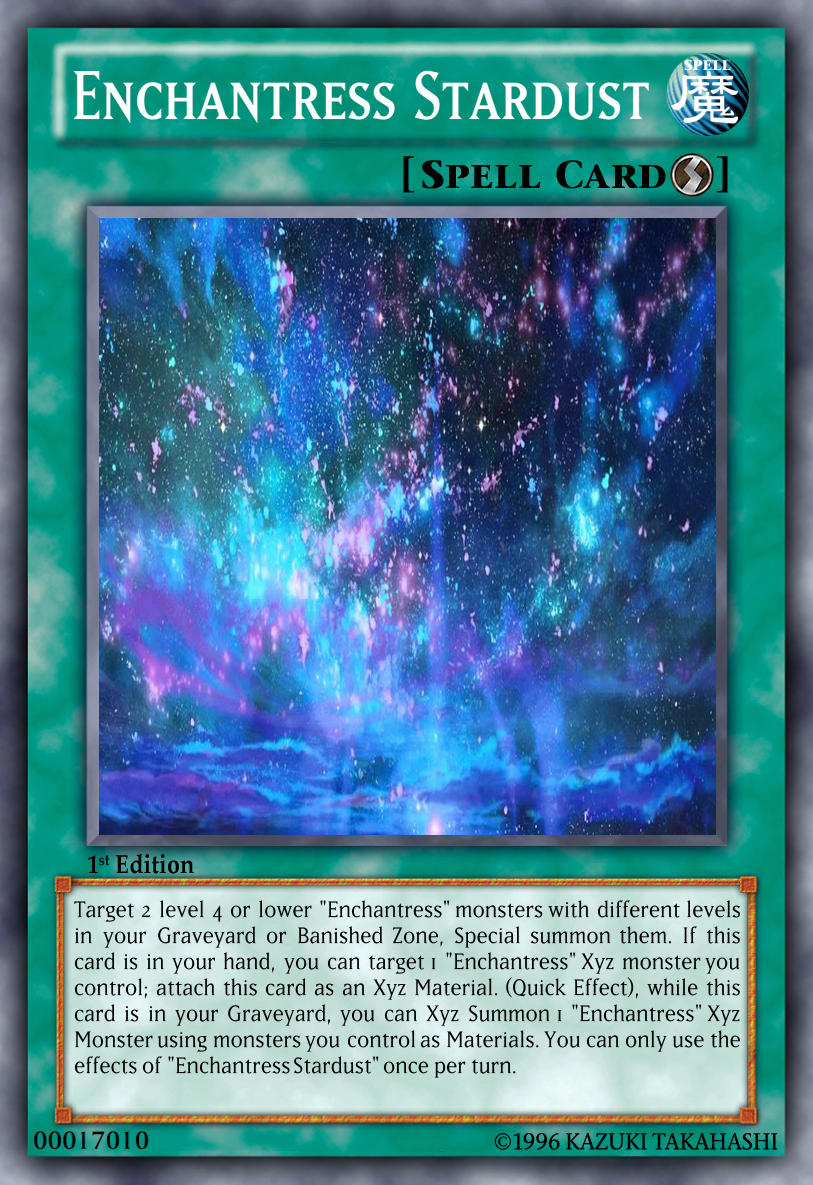 Enchantress Stardust
SPELL
魔
[Spell Card]
1st Edition
Target 2 level 4 or lower "Enchantress" monsters with different levels
in your Graveyard or Banished Zone, Special summon them. If this
card is in your hand, you can target 1 "Enchantress" Xyz monster you
control; attach this card as an Xyz Material. (Quick Effect), while this
card is in your Graveyard, you can Xyz Summon 1 "Enchantress" Xyz
Monster using monsters you control as Materials. You can only use the
effects of "Enchantress Stardust" once per turn.
00017010
©1996 KAZUKI TAKAHASHI